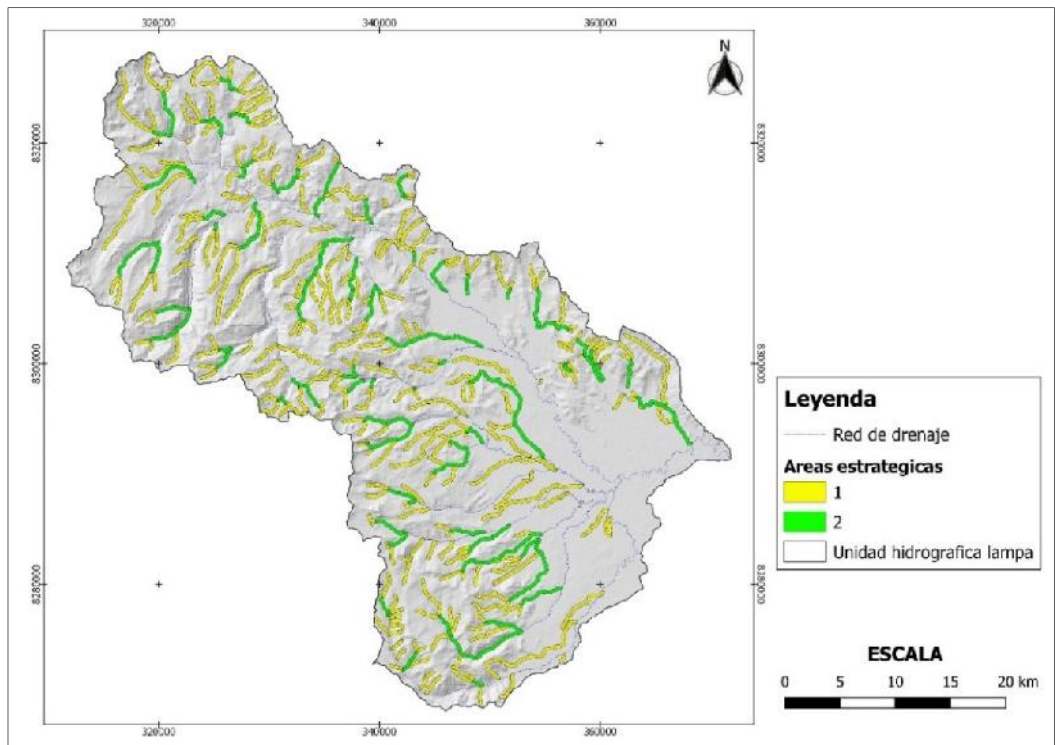 320000 340000 360000
N
8320000 8320000
8300000 8300000
8280000 8280000
320000 340000 360000
Leyenda
Red de drenaje
Areas estrategicas
1
2
Unidad hidrografica lampa
ESCALA
0 5 10 15 20 km